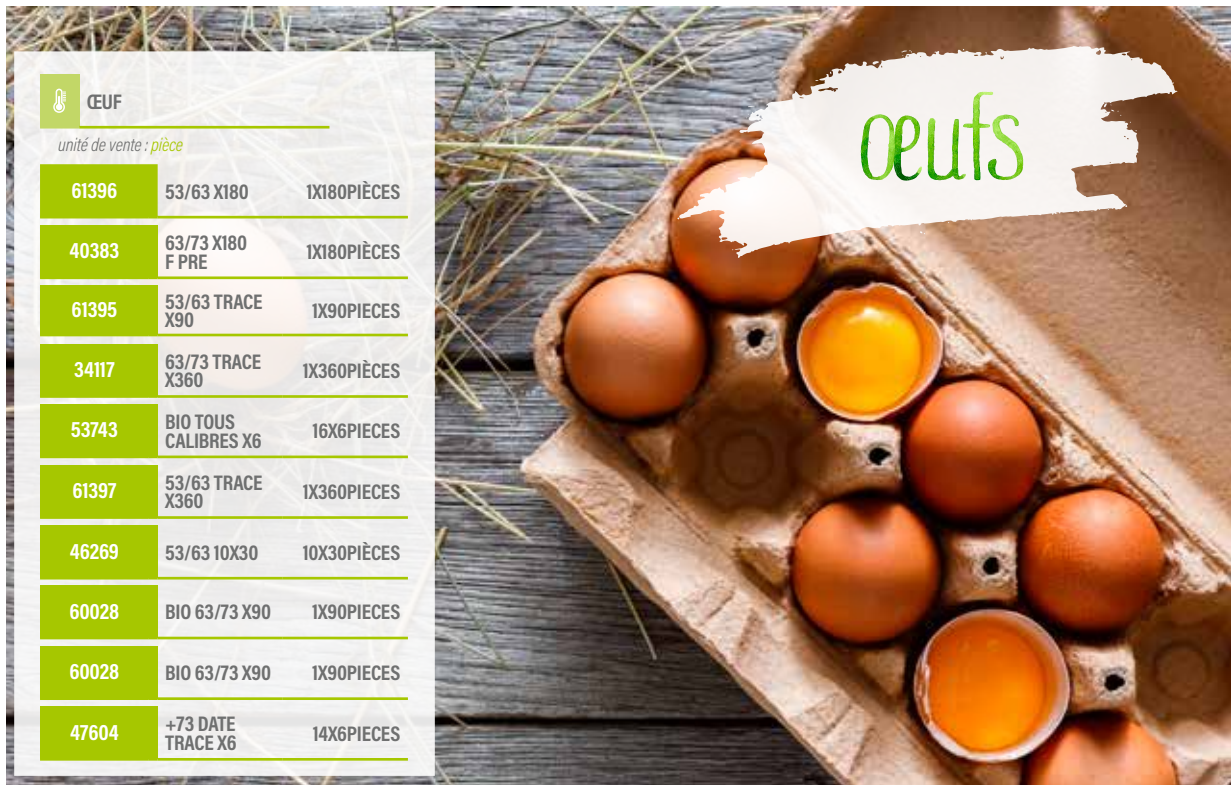 ŒUF
unité de vente : pièce
61396 53/63 X180 1X180PIÈCES
40383 63/73 X180
F PRE 1X180PIÈCES
61395 53/63 TRACE
X90 1X90PIECES
34117 63/73 TRACE
X360 1X360PIÈCES
53743 BIO TOUS
CALIBRES X6 16X6PIECES
61397 53/63 TRACE
X360 1X360PIECES
46269 53/63 10X30 10X30PIÈCES
60028 BIO 63/73 X90 1X90PIECES
60028 BIO 63/73 X90 1X90PIECES
47604 +73 DATE
TRACE X6 14X6PIECES
œufs